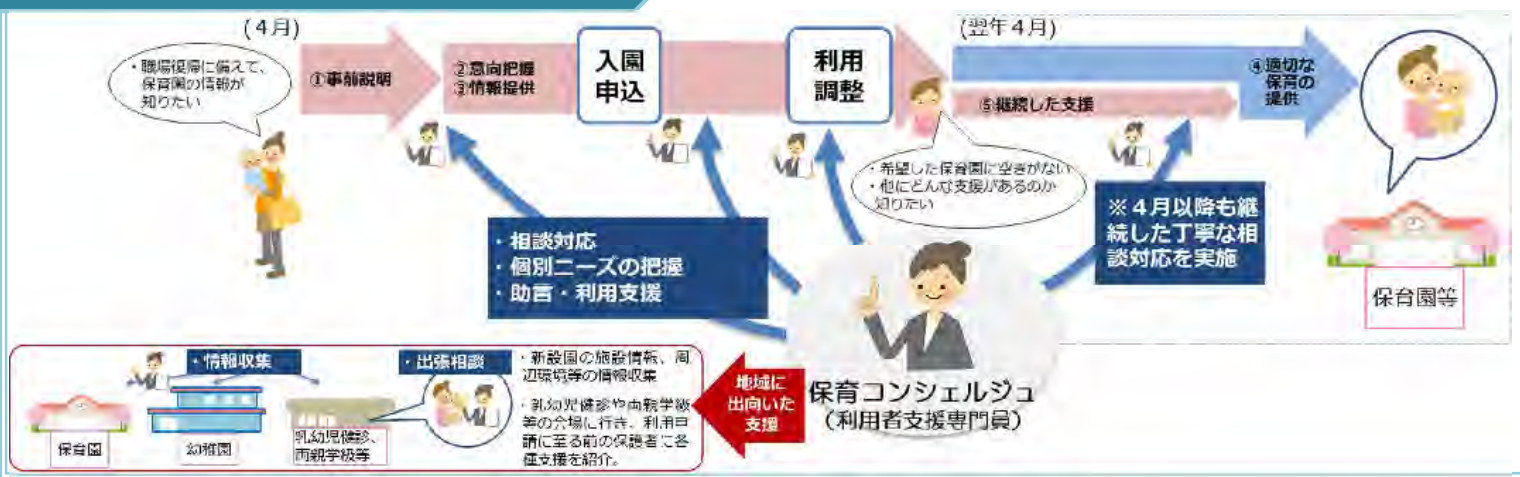 (４月)
(翌年４月)
・職場復帰に備えて、
保育園の情報が
知りたい
①事前説明
②意向把握
③情報提供
入園
申込
利用
調整
④適切な
保育の
提供
⑤継続した支援
・希望した保育園に空きがない
・他にどんな支援があるのか
知りたい
・相談対応
・個別ニーズの把握
・助言・利用支援
※４月以降も継
続した丁寧な相
談対応を実施
保育園等
保育コンシェルジュ
（利用者支援専門員）
地域に
出向いた
支援
・情報収集
・出張相談
・新設園の施設情報、周
辺環境等の情報収集
・乳幼児健診や両親学級
等の会場に行き、利用申
請に至る前の保護者に各
種支援を紹介。
保育園
幼稚園
乳幼児健診、
両親学級等